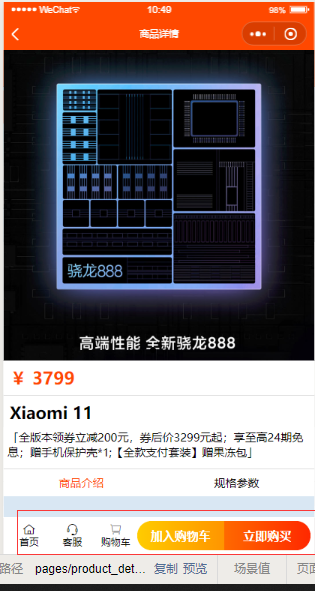 WeChat
10:49
98%
商品详情
骁龙888
高端性能 全新骁龙888
¥ 3799
Xiaomi 11
「全版本领券立减200元，券后价3299元起；享至高24期免
息；赠手机保护壳*1;【全款支付套装】赠果冻包」
商品介绍
规格参数
首页
客服
购物车
加入购物车
立即购买
路径
pages/product_det...
复制
预览
场景值
页面